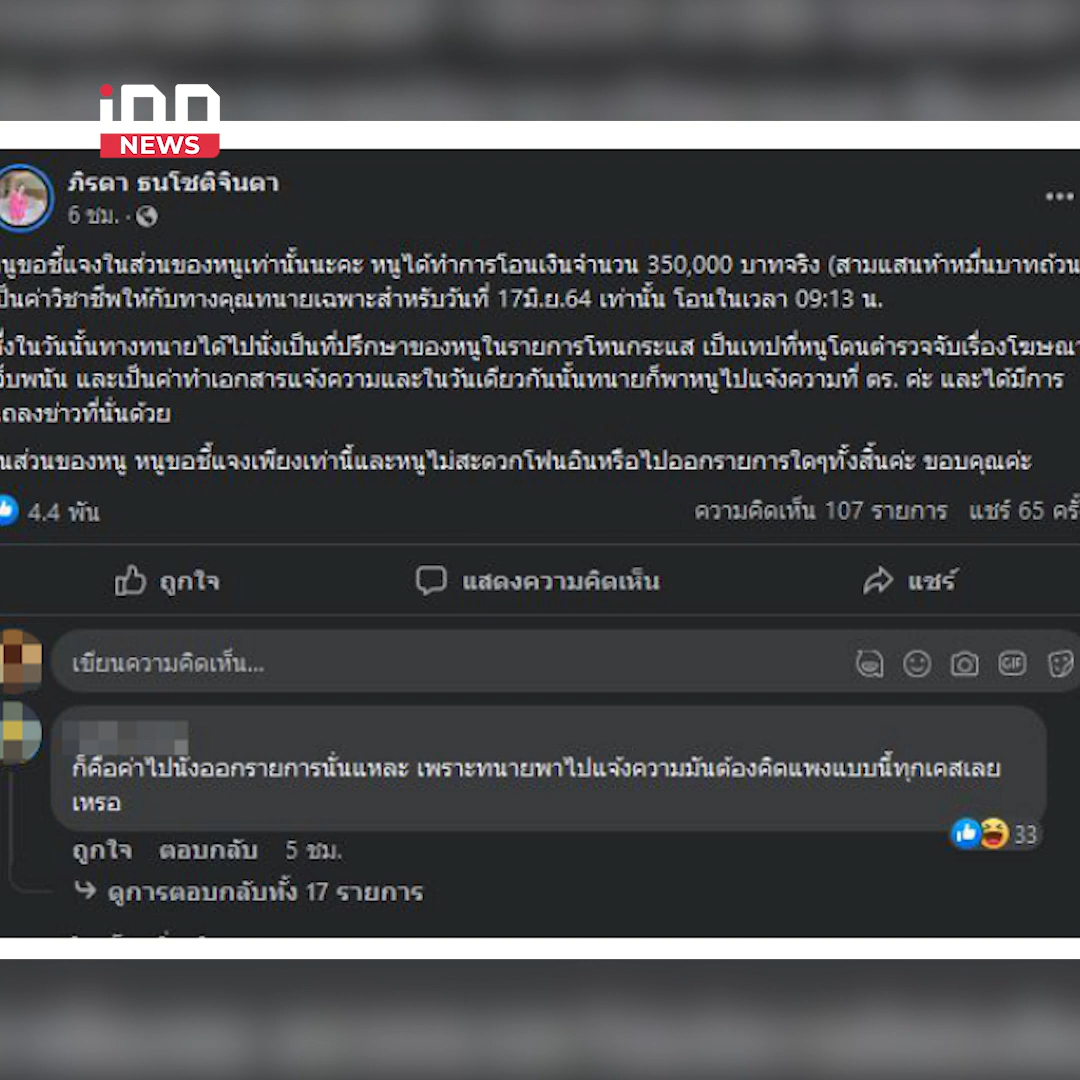 inn
NEWS
ภิรดา ธนโชติจินดา
6 ชม. ·
นูขอชี้แจงในส่วนของหนูเท่านั้นนะคะ หนูได้ทำการโอนเงินจำนวน 350,000 บาทจริง (สามแสนห้าหมื่นบาทถ้วน
ป็นค่าวิชาชีพให้กับทางคุณทนายเฉพาะสำหรับวันที่ 17มิ.ย.64 เท่านั้น โอนในเวลา 09:13 น.
ซึ่งในวันนั้นทางทนายได้ไปนั่งเป็นที่ปรึกษาของหนูในรายการโหนกระแส เป็นเทปที่หนูโดนตำรวจจับเรื่องโฆษณา
ว็บพนัน และเป็นค่าทำเอกสารแจ้งความและในวันเดียวกันนั้นทนายก็พาหนูไปแจ้งความที่ ตร. ค่ะ และได้มีการ
ถลงข่าวที่นั่นด้วย
นส่วนของหนู หนูขอชี้แจงเพียงเท่านี้และหนูไม่สะดวกโฟนอินหรือไปออกรายการใดๆทั้งสิ้นค่ะ ขอบคุณค่ะ
4.4 พัน ความคิดเห็น 107 รายการ แชร์ 65 ครั้
ถูกใจ แสดงความคิดเห็น แชร์
เขียนความคิดเห็น...
GIF
ก็คือค่าไปนั่งออกรายการนั่นแหละ เพราะทนายพาไปแจ้งความมันต้องคิดแพงแบบนี้ทุกเคสเลย
เหรอ
33
ถูกใจ ตอบกลับ 5 ชม.
ดูการตอบกลับทั้ง 17 รายการ